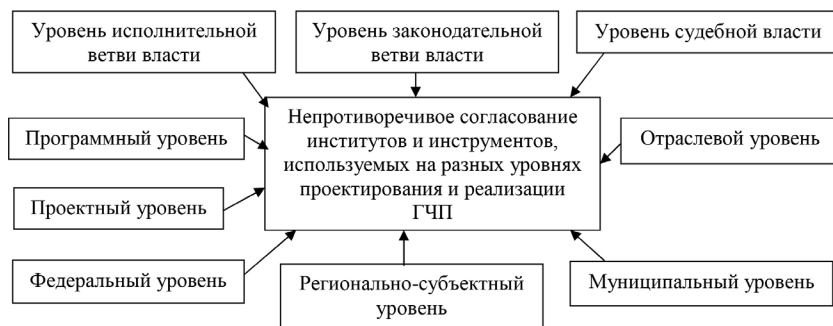 Уровень исполнительной
ветви власти
Уровень законодательной
ветви власти
Уровень судебной власти
Программный уровень
Проектный уровень
Непротиворечивое согласование
институтов и инструментов,
используемых на разных уровнях
проектирования и реализации
ГЧП
Отраслевой уровень
Федеральный уровень
Регионально-субъектный
уровень
Муниципальный уровень